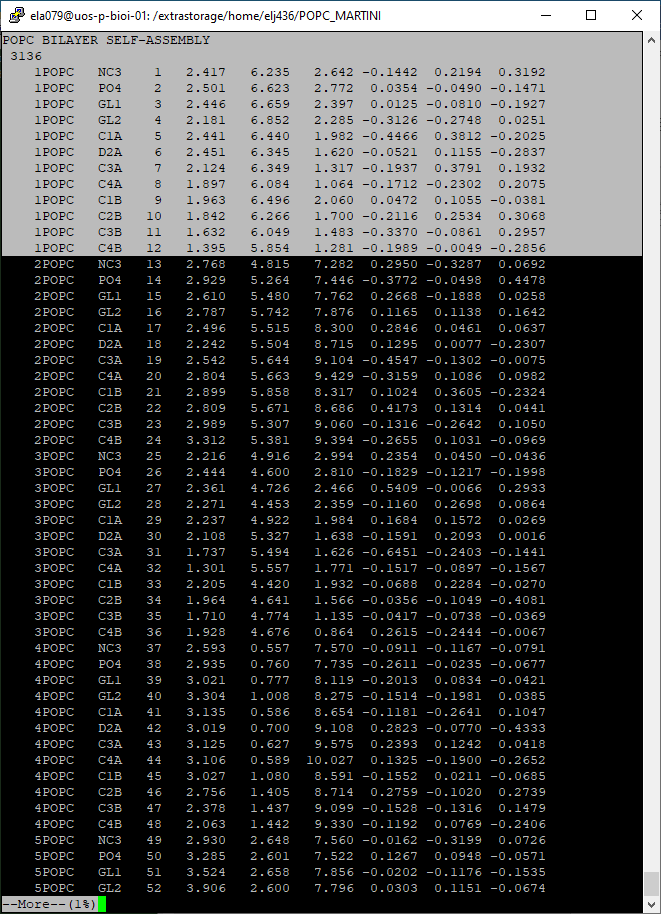 ela079@uos-p-bioi-01: /extrastorage/home/elj436/POPC_MARTINI
POPC BILAYER SELF-ASSEMBLY
3136
1POPC NC3 1 2.417 6.235 2.642 -0.1442 0.2194 0.3192
1POPC PO4 2 2.501 6.623 2.772 0.0354 -0.0490 -0.1471
1POPC GL1 3 2.446 6.659 2.397 0.0125 -0.0810 -0.1927
1POPC GL2 4 2.181 6.852 2.285 -0.3126 -0.2748 0.0251
1POPC C1A 5 2.441 6.440 1.982 -0.4466 0.3812 -0.2025
1POPC D2A 6 2.451 6.345 1.620 -0.0521 0.1155 -0.2837
1POPC C3A 7 2.124 6.349 1.317 -0.1937 0.3791 0.1932
1POPC C4A 8 1.897 6.084 1.064 -0.1712 -0.2302 0.2075
1POPC C1B 9 1.963 6.496 2.060 0.0472 0.1055 -0.0381
1POPC C2B 10 1.842 6.266 1.700 -0.2116 0.2534 0.3068
1POPC C3B 11 1.632 6.049 1.483 -0.3370 -0.0861 0.2957
1POPC C4B 12 1.395 5.854 1.281 -0.1989 -0.0049 -0.2856
2POPC NC3 13 2.768 4.815 7.282 0.2950 -0.3287 0.0692
2POPC PO4 14 2.929 5.264 7.446 -0.3772 -0.0498 0.4478
2POPC GL1 15 2.610 5.480 7.762 0.2668 -0.1888 0.0258
2POPC GL2 16 2.787 5.742 7.876 0.1165 0.1138 0.1642
2POPC C1A 17 2.496 5.515 8.300 0.2846 0.0461 0.0637
2POPC D2A 18 2.242 5.504 8.715 0.1295 0.0077 -0.2307
2POPC C3A 19 2.542 5.644 9.104 -0.4547 -0.1302 -0.0075
2POPC C4A 20 2.804 5.663 9.429 -0.3159 0.1086 0.0982
2POPC C1B 21 2.899 5.858 8.317 0.1024 0.3605 -0.2324
2POPC C2B 22 2.809 5.671 8.686 0.4173 0.1314 0.0441
2POPC C3B 23 2.989 5.307 9.060 -0.1316 -0.2642 0.1050
2POPC C4B 24 3.312 5.381 9.394 -0.2655 0.1031 -0.0969
3POPC NC3 25 2.216 4.916 2.994 0.2354 0.0450 -0.0436
3POPC PO4 26 2.444 4.600 2.810 -0.1829 -0.1217 -0.1998
3POPC GL1 27 2.361 4.726 2.466 0.5409 -0.0066 0.2933
3POPC GL2 28 2.271 4.453 2.359 -0.1160 0.2698 0.0864
3POPC C1A 29 2.237 4.922 1.984 0.1684 0.1572 0.0269
3POPC D2A 30 2.108 5.327 1.638 -0.1591 0.2093 0.0016
3POPC C3A 31 1.737 5.494 1.626 -0.6451 -0.2403 -0.1441
3POPC C4A 32 1.301 5.557 1.771 -0.1517 -0.0897 -0.1567
3POPC C1B 33 2.205 4.420 1.932 -0.0688 0.2284 -0.0270
3POPC C2B 34 1.964 4.641 1.566 -0.0356 -0.1049 -0.4081
3POPC C3B 35 1.710 4.774 1.135 -0.0417 -0.0738 -0.0369
3POPC C4B 36 1.928 4.676 0.864 0.2615 -0.2444 -0.0067
4POPC NC3 37 2.593 0.557 7.570 -0.0911 -0.1167 -0.0791
4POPC PO4 38 2.935 0.760 7.735 -0.2611 -0.0235 -0.0677
4POPC GL1 39 3.021 0.777 8.119 -0.2013 0.0834 -0.0421
4POPC GL2 40 3.304 1.008 8.275 -0.1514 -0.1981 0.0385
4POPC C1A 41 3.135 0.586 8.654 -0.1181 -0.2641 0.1047
4POPC D2A 42 3.019 0.700 9.108 0.2823 -0.0770 -0.4333
4POPC C3A 43 3.125 0.627 9.575 0.2393 0.1242 0.0418
4POPC C4A 44 3.106 0.589 10.027 0.1325 -0.1900 -0.2652
4POPC C1B 45 3.027 1.080 8.591 -0.1552 0.0211 -0.0685
4POPC C2B 46 2.756 1.405 8.714 0.2759 -0.1020 0.2739
4POPC C3B 47 2.378 1.437 9.099 -0.1528 -0.1316 0.1479
4POPC C4B 48 2.063 1.442 9.330 -0.1192 0.0769 -0.2406
5POPC NC3 49 2.930 2.648 7.560 -0.0162 -0.3199 0.0726
5POPC PO4 50 3.285 2.601 7.522 0.1267 0.0948 -0.0571
5POPC GL1 51 3.524 2.658 7.856 -0.0202 -0.1176 -0.1535
5POPC GL2 52 3.906 2.600 7.796 0.0303 0.1151 -0.0674
--More--(1%)